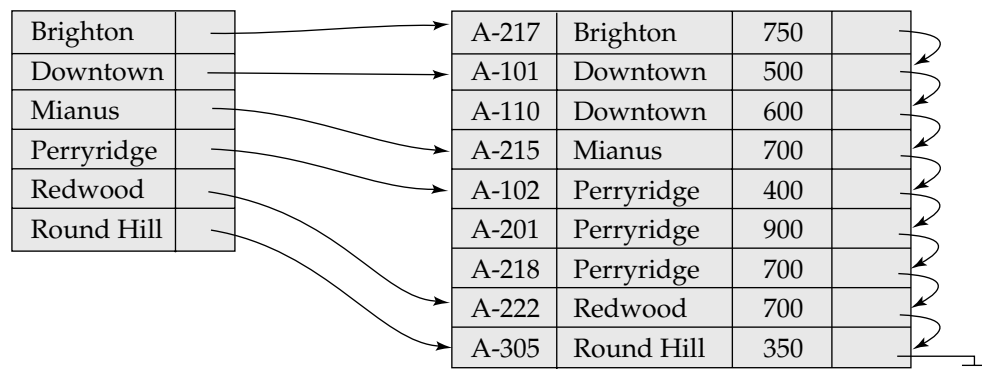 Brighton
Downtown
Mianus
Perryridge
Redwood
Round Hill
A-217 Brighton 750
A-101 Downtown 500
A-110 Downtown 600
A-215 Mianus 700
A-102 Perryridge 400
A-201 Perryridge 900
A-218 Perryridge 700
A-222 Redwood 700
A-305 Round Hill 350